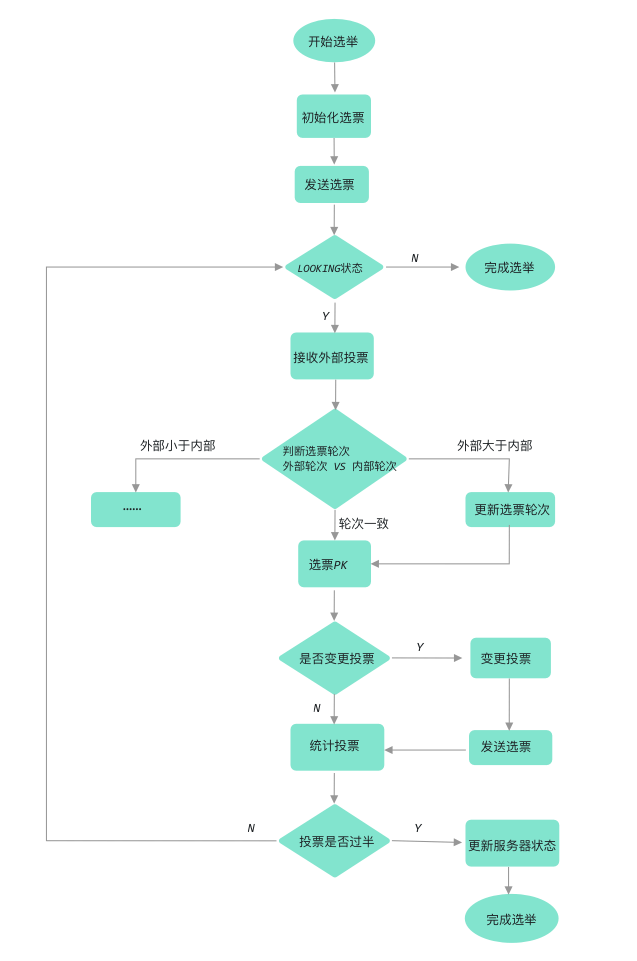 开始选举
初始化选票
发送选票
LOOKING状态
N
完成选举
Y
接收外部投票
外部小于内部
判断选票轮次
外部轮次 VS 内部轮次
外部大于内部
······
更新选票轮次
轮次一致
选票PK
是否变更投票
Y
变更投票
N
统计投票
发送选票
N
投票是否过半
Y
更新服务器状态
完成选举